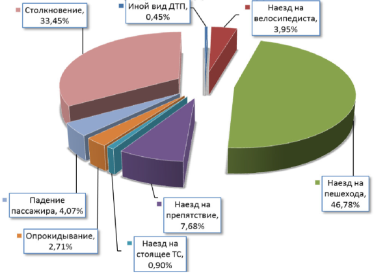 Столкновение,
33,45%
Иной вид ДТП,
0,45%
Наезд на
велосипедиста,
3,95%
Наезд на
пешехода,
46,78%
Наезд на
препятствие,
7,68%
Наезд на
стоящее ТС,
0,90%
Опрокидывание,
2,71%
Падение
пассажира, 4,07%